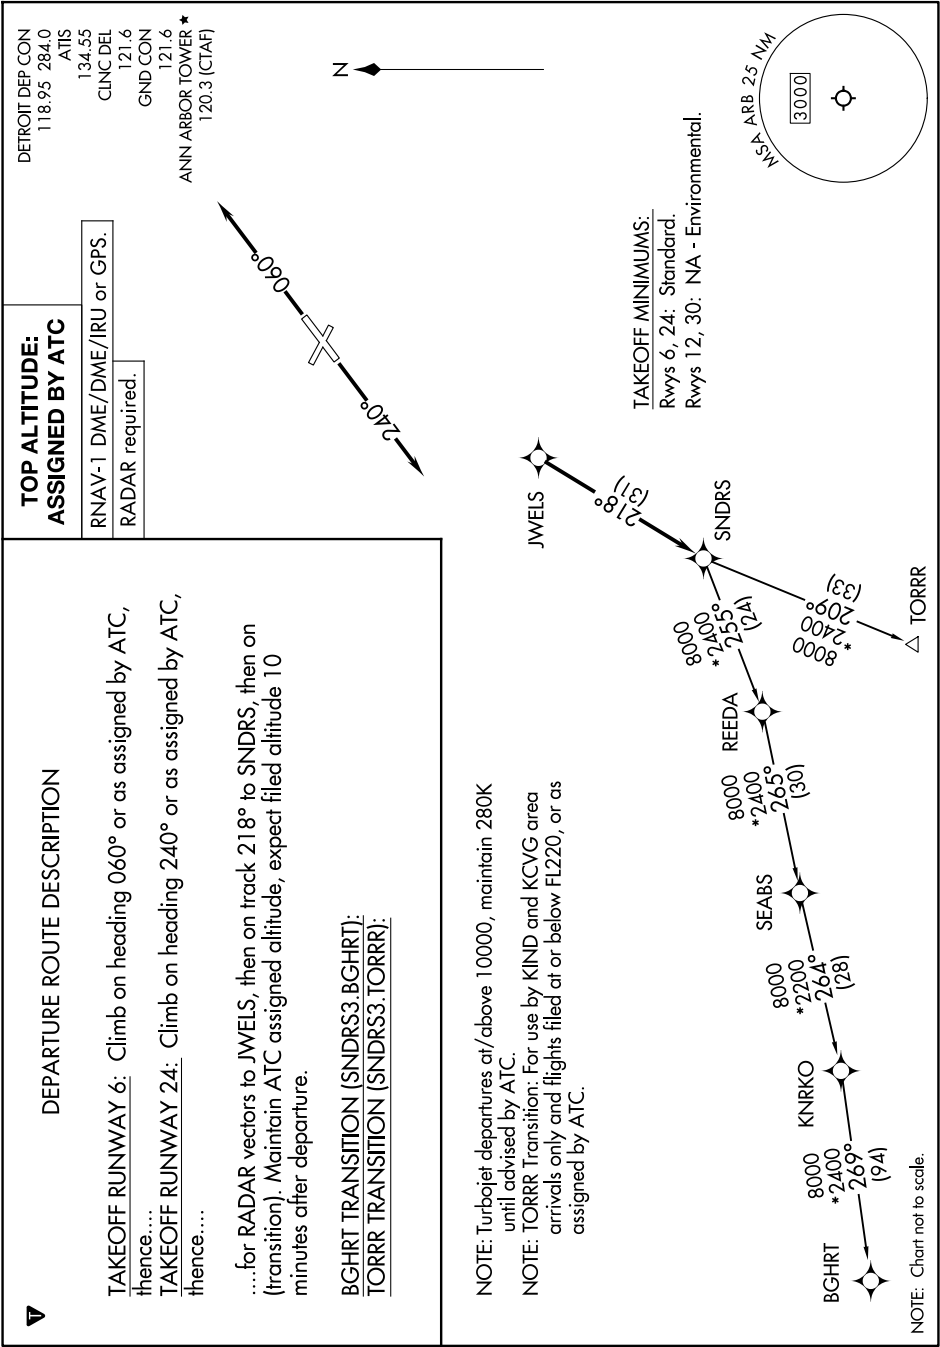 DEPARTURE ROUTE DESCRIPTION
T
TAKEOFF RUNWAY 6: Climb on heading 060° or as assigned by ATC,
thence....
TAKEOFF RUNWAY 24: Climb on heading 240° or as assigned by ATC,
thence....
....for RADAR vectors to JWELS, then on track 218° to SNDRS, then on
(transition). Maintain ATC assigned altitude, expect filed altitude 10
minutes after departure.
BGHRT TRANSITION (SNDRS3.BGHRT):
TORRR TRANSITION (SNDRS3.TORRR):
TOP ALTITUDE:
ASSIGNED BY ATC
RNAV-1 DME/DME/IRU or GPS.
RADAR required.
DETROIT DEP CON
118.95 284.0
ATIS
134.55
CLNC DEL
121.6
GND CON
121.6
ANN ARBOR TOWER ★
120.3 (CTAF)
060°
240°
N
NOTE: Turbojet departures at/above 10000, maintain 280K
until advised by ATC.
NOTE: TORRR Transition: For use by KIND and KCVG area
arrivals only and flights filed at or below FL220, or as
assigned by ATC.
JWELS
218°
(31)
SNDRS
TAKEOFF MINIMUMS:
Rwys 6, 24: Standard.
Rwys 12, 30: NA - Environmental.
MSA ARB 25 NM
3000
8000
*2400
255°
(24)
REEDA
8000
*2400
209°
(33)
TORRR
8000
*2400
265°
(30)
SEABS
8000
*2200
264°
(28)
KNRKO
8000
*2400
269°
(94)
BGHRT
NOTE: Chart not to scale.